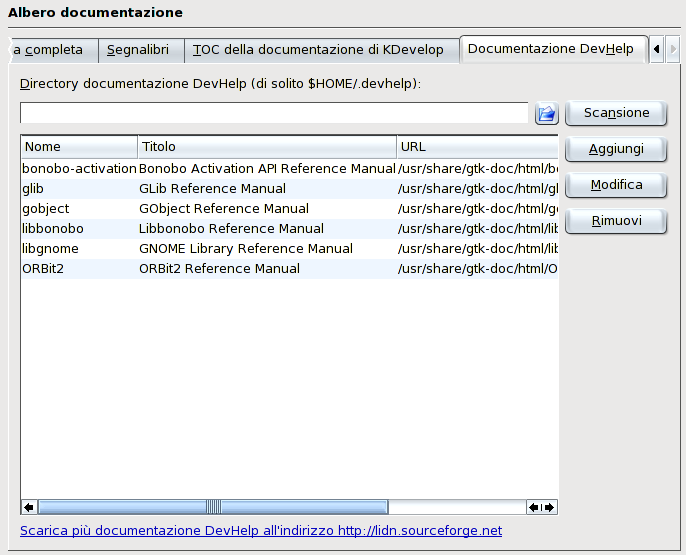 Albero documentazione
a completa Segnalibri TOC della documentazione di KDevelop Documentazione DevHelp
Directory documentazione DevHelp (di solito $HOME/.devhelp):
Scansione
Nome Titolo URL
Aggiungi
bonobo-activation Bonobo Activation API Reference Manual /usr/share/gtk-doc/html/bo
glib GLib Reference Manual /usr/share/gtk-doc/html/gl
Modifica
gobject GObject Reference Manual /usr/share/gtk-doc/html/go
libbonobo Libbonobo Reference Manual /usr/share/gtk-doc/html/lib
Rimuovi
libgnome GNOME Library Reference Manual /usr/share/gtk-doc/html/lib
ORBit2 ORBit2 Reference Manual /usr/share/gtk-doc/html/O
Scarica più documentazione DevHelp all'indirizzo http://lidn.sourceforge.net